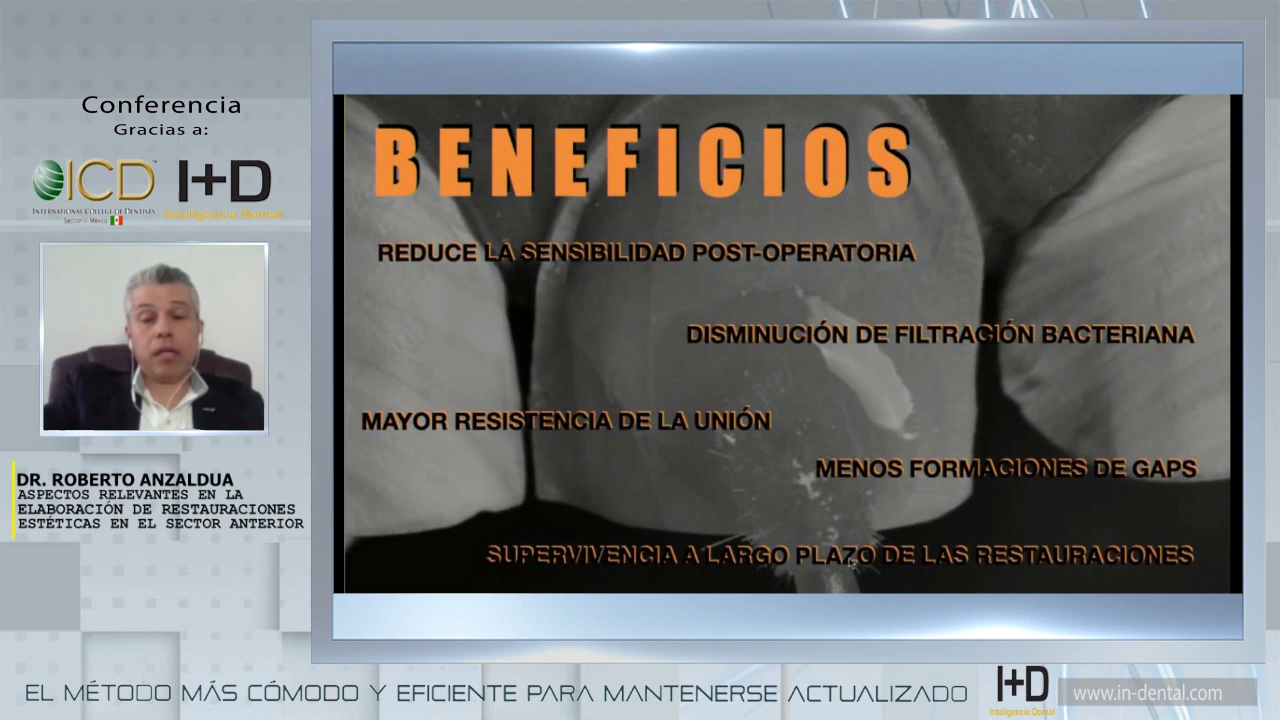 Conferencia
Gracias a:
ICD
I+D
INTERNATIONAL COLLEGE OF DENTISTS
Inteligencia Dental
Sección Mexico
DR. ROBERTO ANZALDUA
ASPECTOS RELEVANTES EN LA
ELABORACIÓN DE RESTAURACIONES
ESTÉTICAS EN EL SECTOR ANTERIOR
BENEFICIOS
REDUCE LA SENSIBILIDAD POST-OPERATORIA
DISMINUCIÓN DE FILTRACIÓN BACTERIANA
MAYOR RESISTENCIA DE LA UNIÓN
MENOS FORMACIONES DE GAPS
SUPERVIVENCIA A LARGO PLAZO DE LAS RESTAURACIONES
EL MÉTODO MÁS CÓMODO Y EFICIENTE PARA MANTENERSE ACTUALIZADO
I+D
Inteligencia Dental
www.in-dental.com